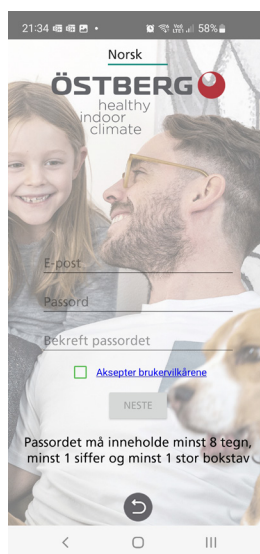 21:34
58%
Norsk
ÖSTBERG
healthy
indoor
climate
E-post
Passord
Bekreft passordet
Aksepter brukervilkårene
NESTE
Passordet må inneholde minst 8 tegn,
minst 1 siffer og minst 1 stor bokstav